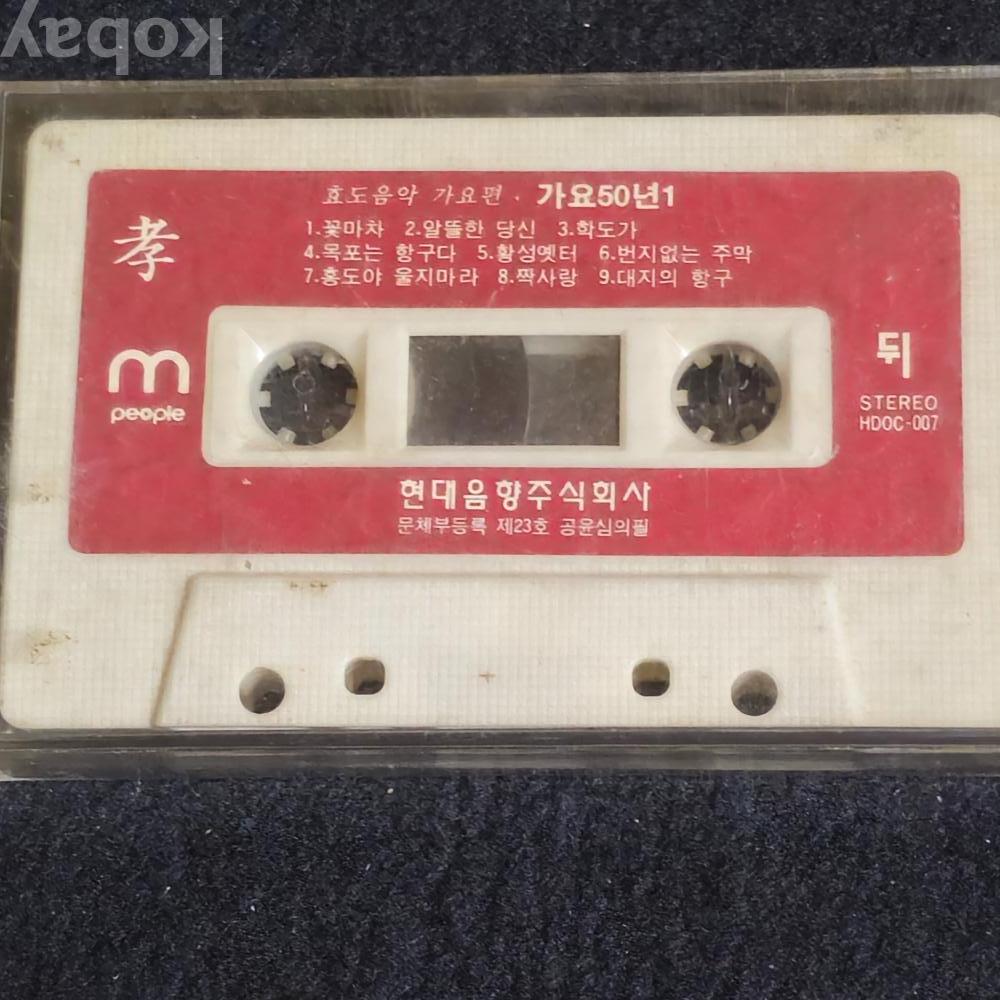 kobay
효도음악 가요편 · 가요50년1
孝
1.꽃마차 2.알뜰한 당신 3.학도가
4.목포는 항구다 5.황성옛터 6.번지없는 주막
7.홍도야 울지마라 8.짝사랑 9.대지의 항구
m
people
뒤
STEREO
HDOC-007
현대음향주식회사
문체부등록 제23호 공윤심의필